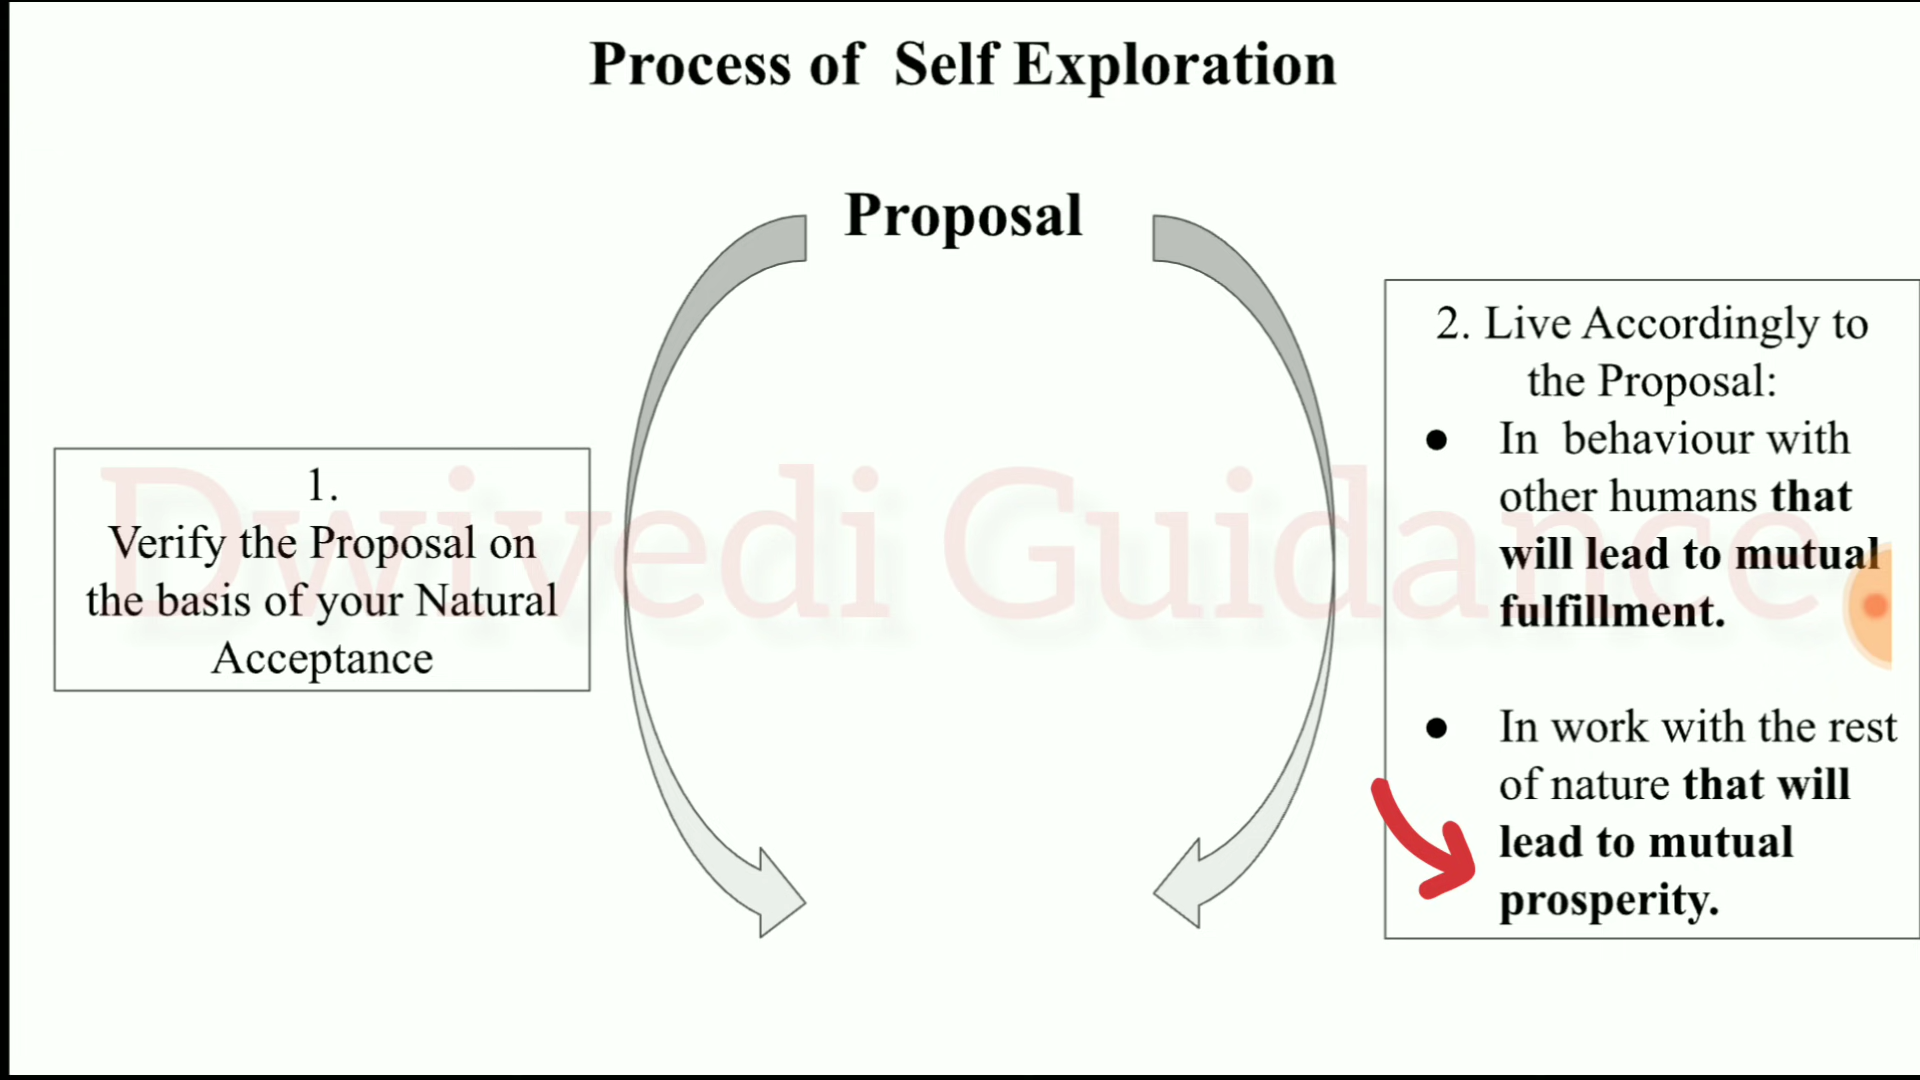 Process of Self Exploration
Proposal
1.
Verify the Proposal on
the basis of your Natural
Acceptance
2. Live Accordingly to
the Proposal:
● In behaviour with
other humans that
will lead to mutual
fulfillment.
● In work with the rest
of nature that will
lead to mutual
prosperity.
Dwivedi Guidance